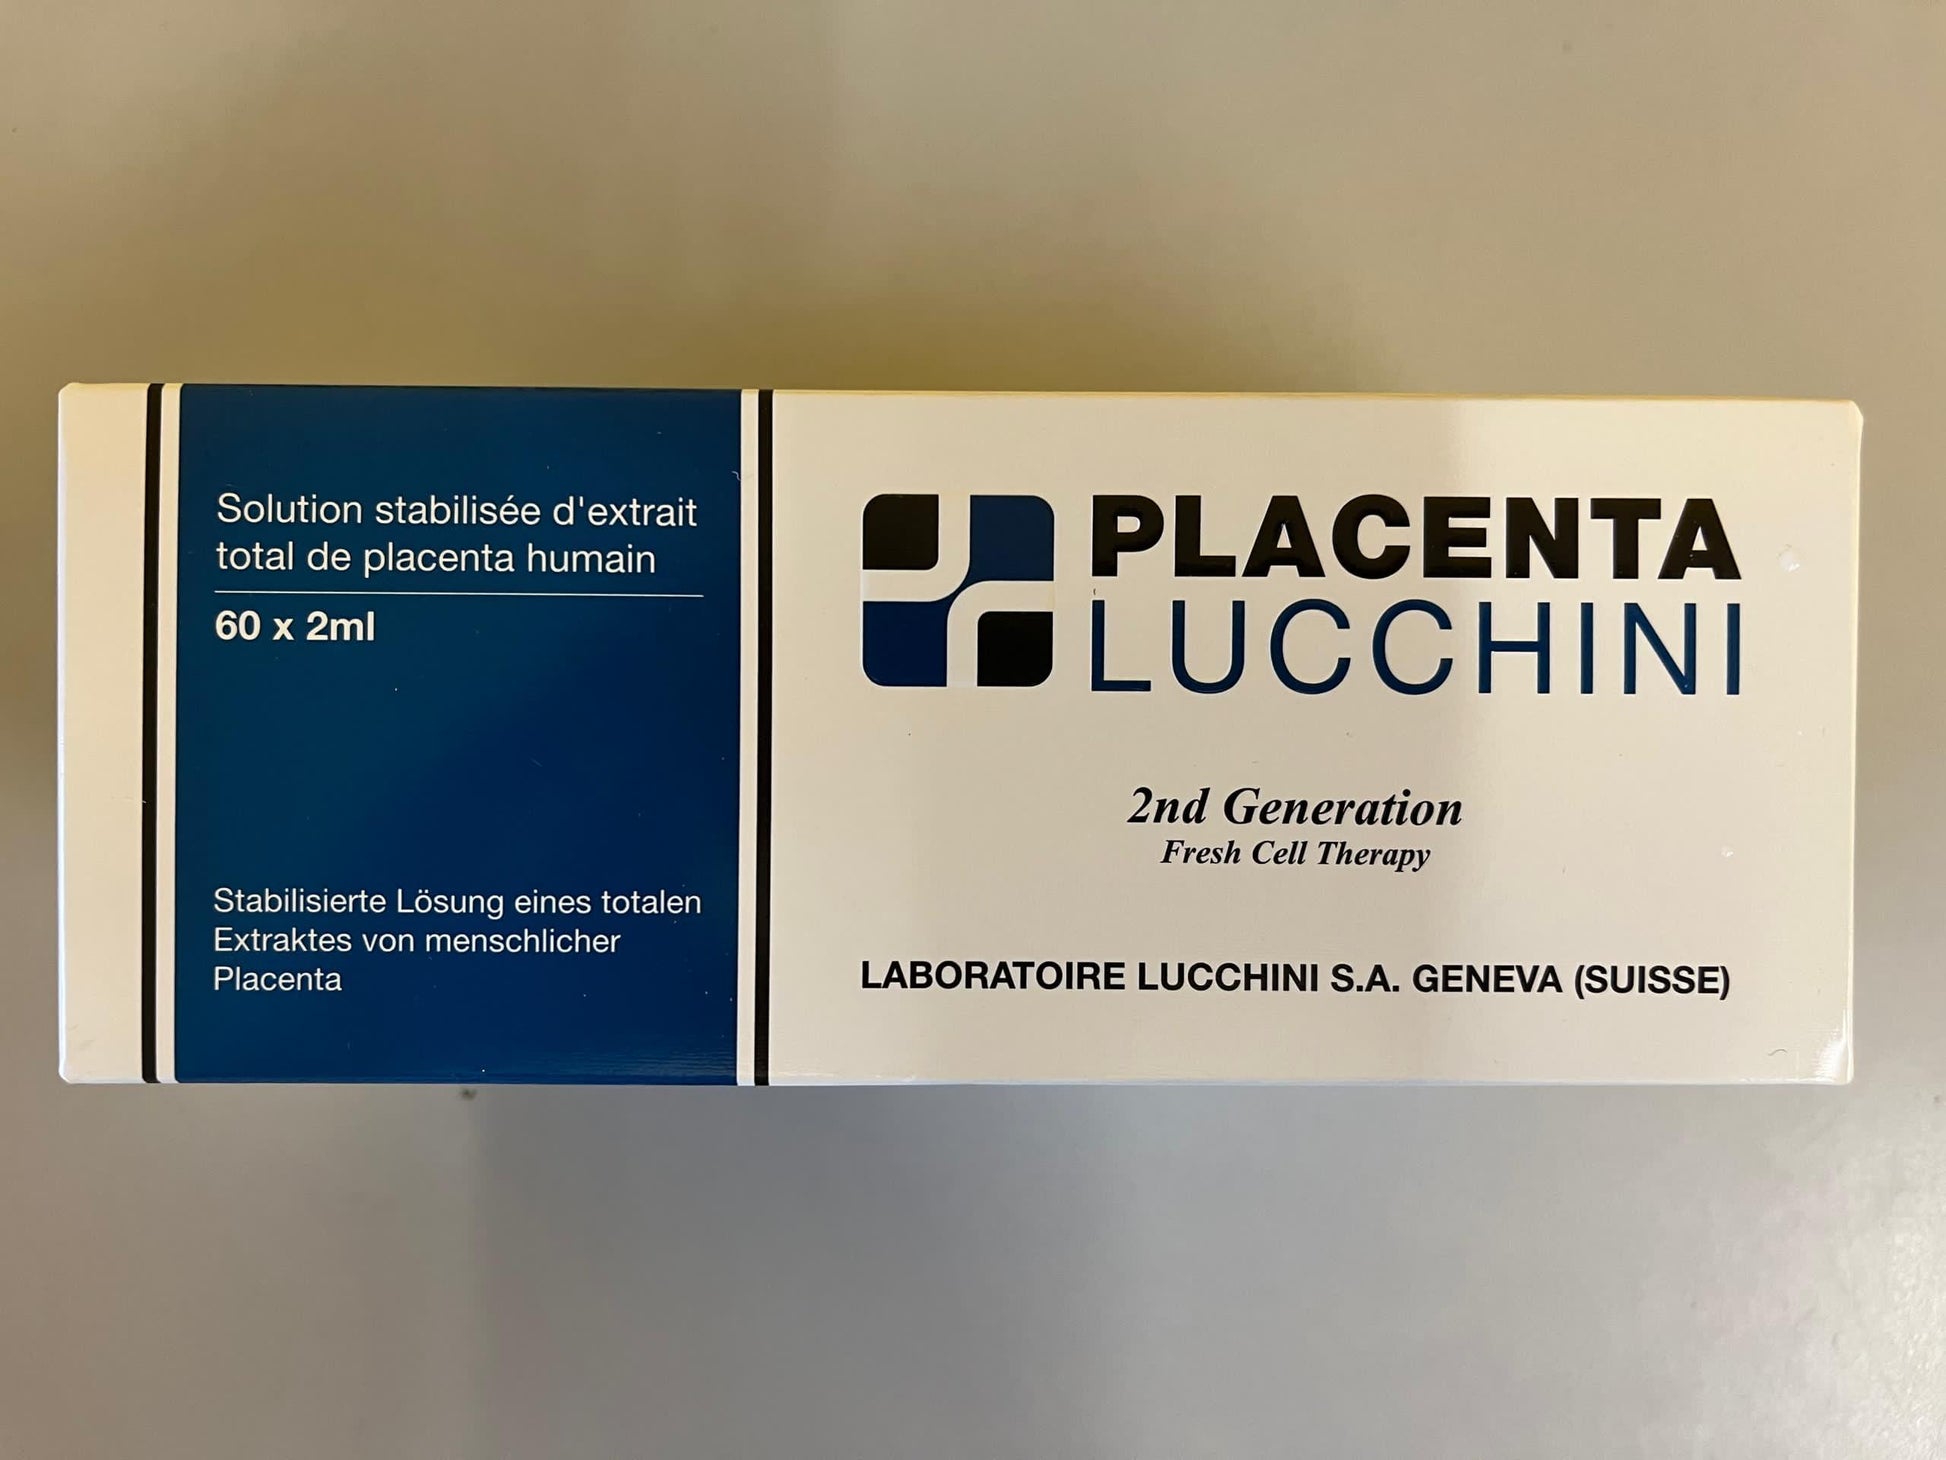 Solution stabilisée d'extrait
total de placenta humain
60 x 2ml
Stabilisierte Lösung eines totalen
Extraktes von menschlicher
Placenta
PLACENTA
LUCCHINI
2nd Generation
Fresh Cell Therapy
LABORATOIRE LUCCHINI S.A. GENEVA (SUISSE)